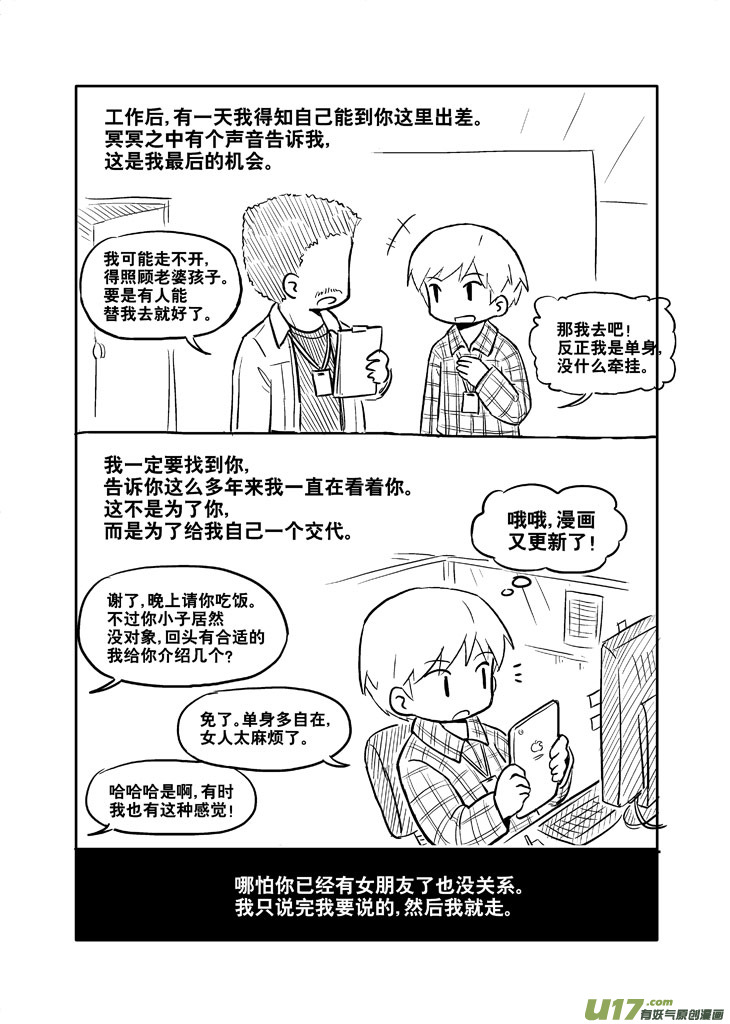 工作后,有一天我得知自己能到你这里出差。
冥冥之中有个声音告诉我,
这是我最后的机会。
我可能走不开,
得照顾老婆孩子。
要是有人能
替我去就好了。
那我去吧!
反正我是单身,
没什么牵挂。
我一定要找到你,
告诉你这么多年来我一直在看着你。
这不是为了你,
而是为了给我自己一个交代。
哦哦,漫画
又更新了!
谢了,晚上请你吃饭。
不过你小子居然
没对象,回头有合适的
我给你介绍几个?
免了。单身多自在,
女人太麻烦了。
哈哈哈是啊,有时
我也有这种感觉!
哪怕你已经有女朋友了也没关系。
我只说完我要说的,然后我就走。
U17.com
有妖气原创漫画